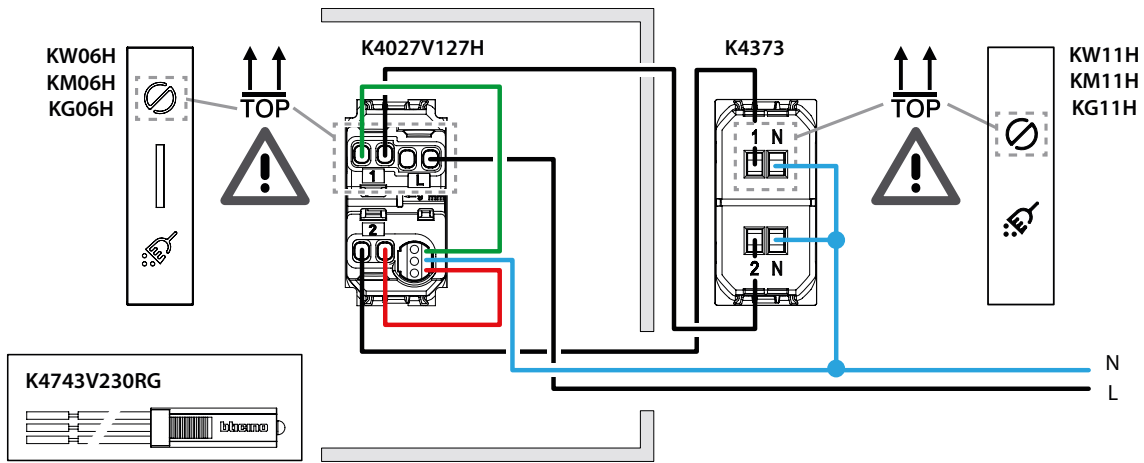 KW06H
KM06H
KG06H
TOP
K4027V127H
1
L
2
K4373
1 N
2 N
TOP
KW11H
KM11H
KG11H
N
L
K4743V230RG
bticino